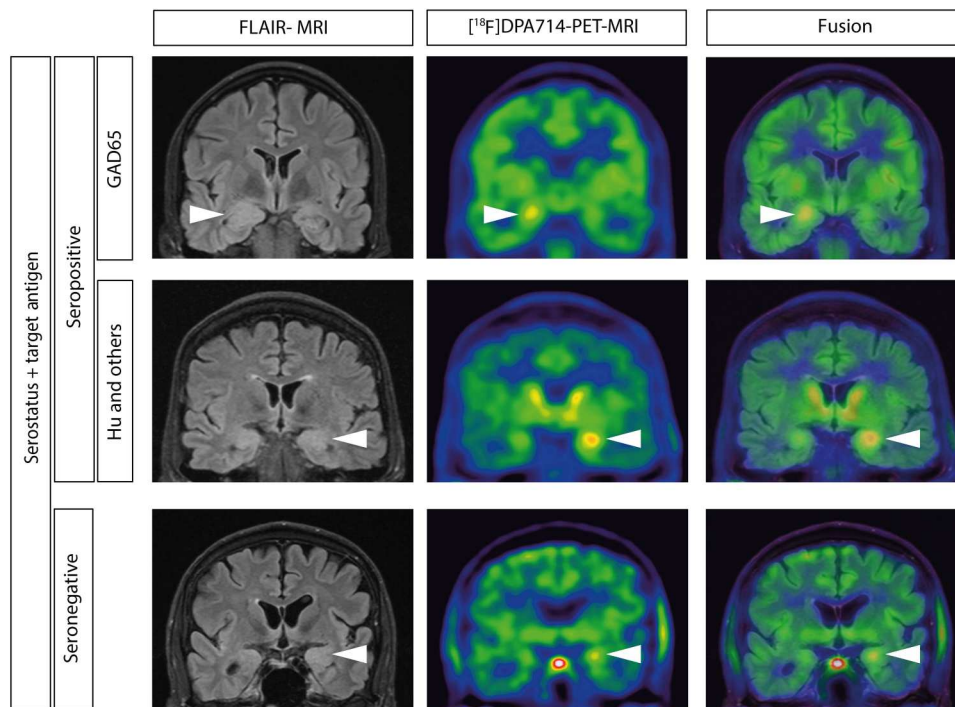 FLAIR- MRI
[¹⁸F]DPA714-PET-MRI
Fusion
Serostatus + target antigen
Seropositive
GAD65
Hu and others
Seronegative